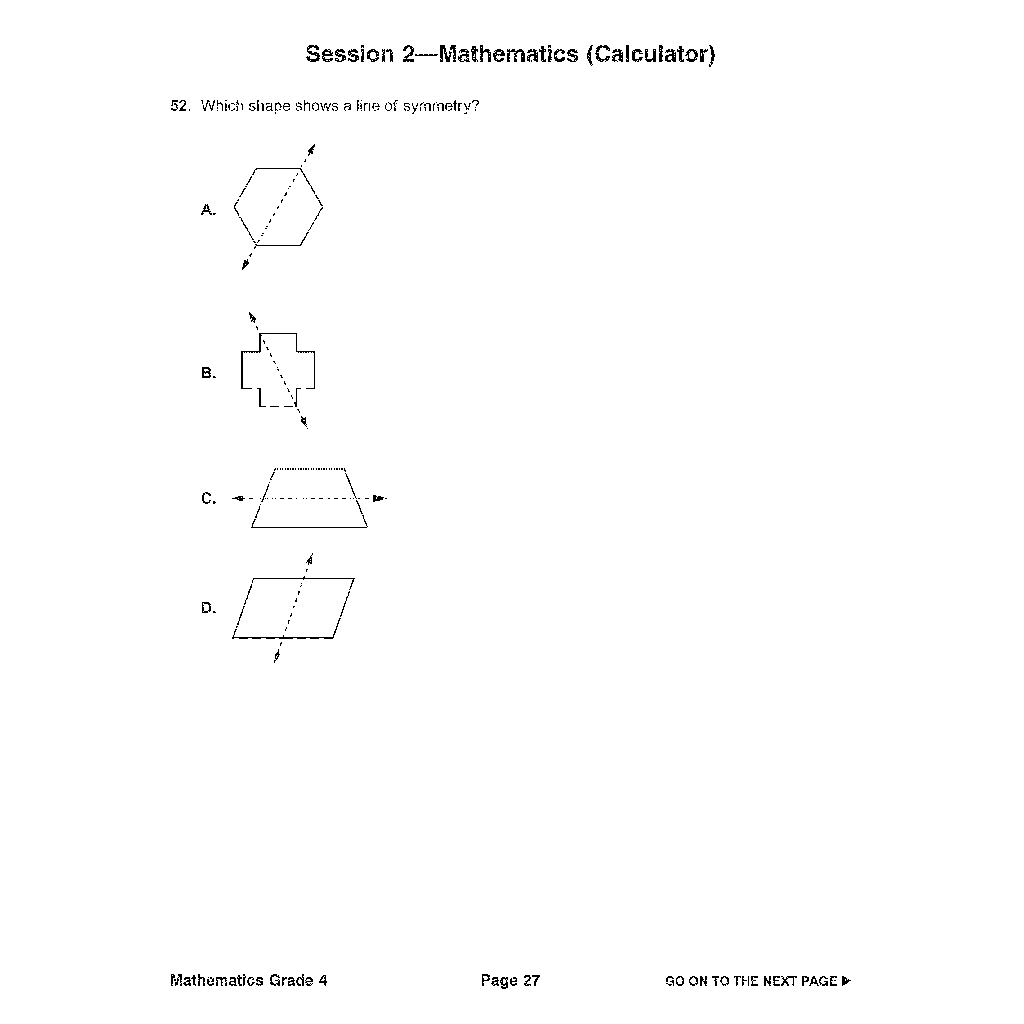 Session 2—Mathematics (Calculator)
52. Which shape shows a line of symmetry?
A.
B.
C.
D.
Mathematics Grade 4 Page 27 GO ON TO THE NEXT PAGE ▶